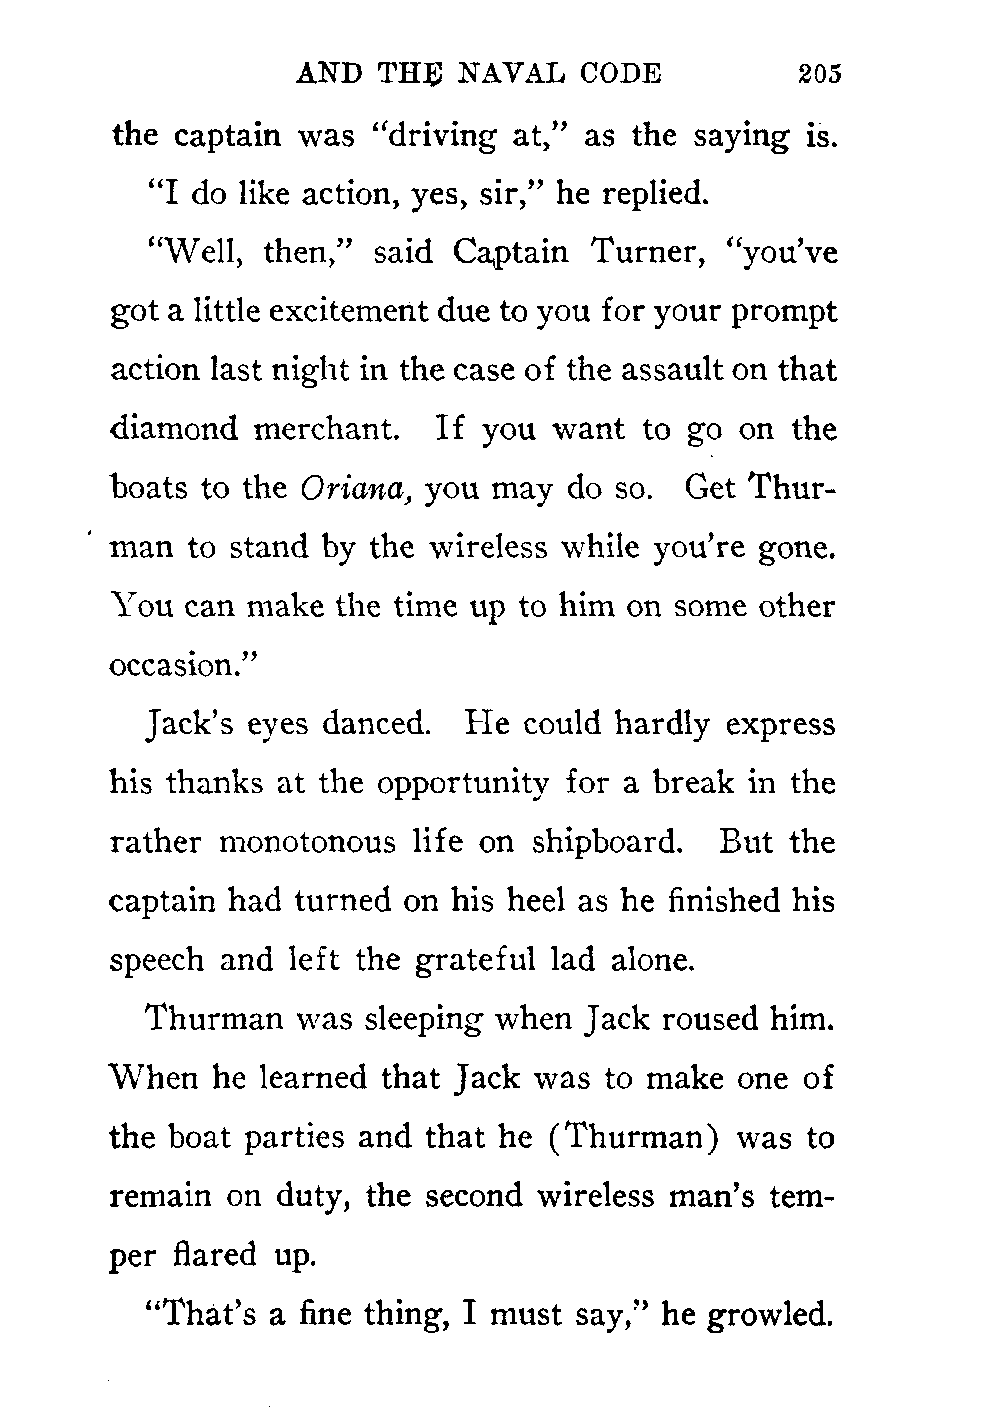 AND THE NAVAL CODE 205
the captain was “driving at,” as the saying is.
“I do like action, yes, sir,” he replied.
“Well, then,” said Captain Turner, “you’ve
got a little excitement due to you for your prompt
action last night in the case of the assault on that
diamond merchant. If you want to go on the
boats to the Oriana, you may do so. Get Thur-
man to stand by the wireless while you’re gone.
You can make the time up to him on some other
occasion.”
Jack’s eyes danced. He could hardly express
his thanks at the opportunity for a break in the
rather monotonous life on shipboard. But the
captain had turned on his heel as he finished his
speech and left the grateful lad alone.
Thurman was sleeping when Jack roused him.
When he learned that Jack was to make one of
the boat parties and that he (Thurman) was to
remain on duty, the second wireless man’s tem-
per flared up.
“That’s a fine thing, I must say,” he growled.